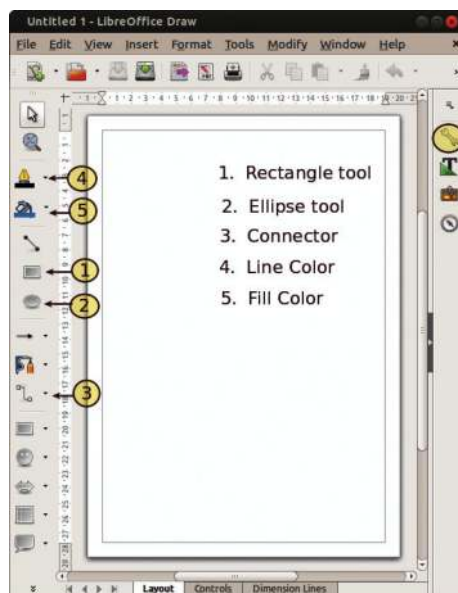 Untitled 1 - LibreOffice Draw
File Edit View Insert Format Tools Modify Window Help
1. Rectangle tool
2. Ellipse tool
3. Connector
4. Line Color
5. Fill Color
4
5
1
2
3
Layout Controls Dimension Lines